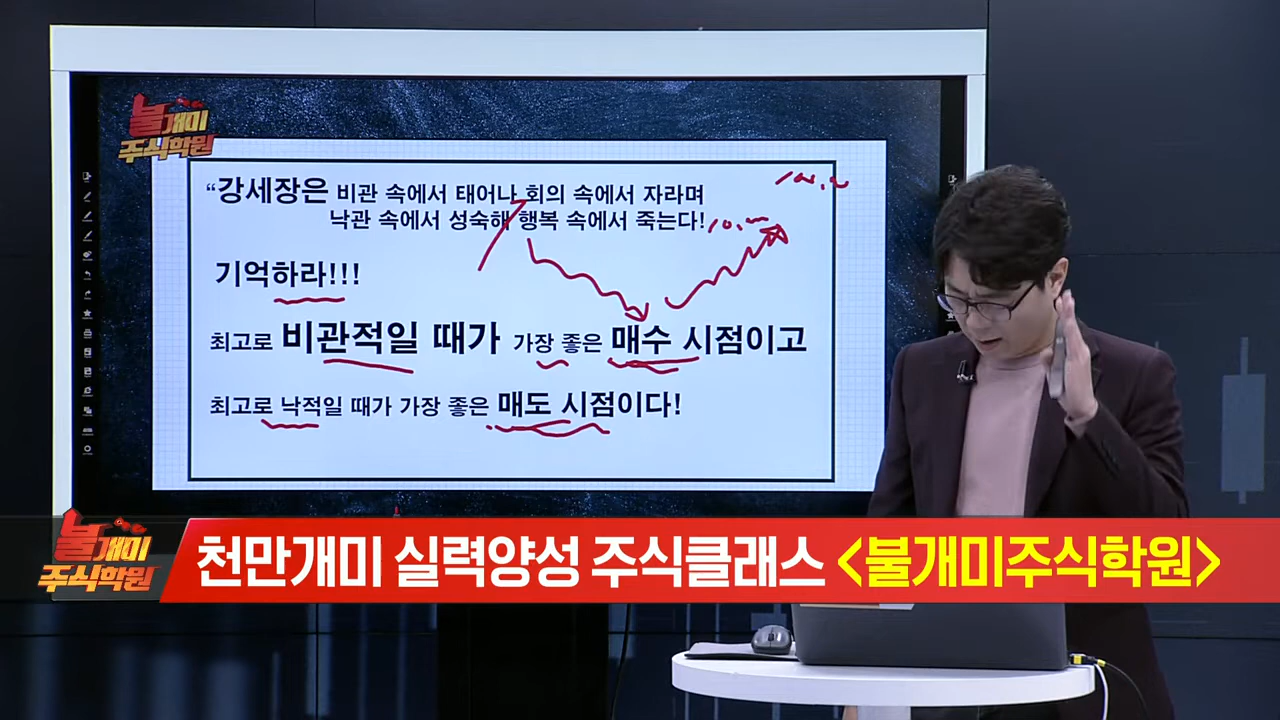 불개미
주식학원
“강세장은 비관 속에서 태어나 회의 속에서 자라며
낙관 속에서 성숙해 행복 속에서 죽는다!
기억하라!!!
최고로 비관적일 때가 가장 좋은 매수 시점이고
최고로 낙적일 때가 가장 좋은 매도 시점이다!
불개미
주식학원
천만개미 실력양성 주식클래스 <불개미주식학원>